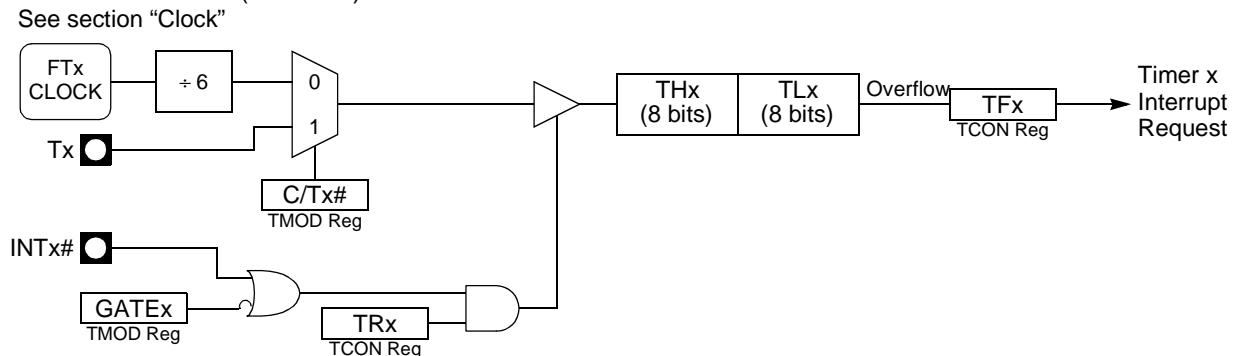 See section “Clock”
FTx
CLOCK
÷ 6
0
1
Tx
C/Tx#
TMOD Reg
THx
(8 bits)
TLx
(8 bits)
Overflow
TFx
TCON Reg
Timer x
Interrupt
Request
INTx#
GATEx
TMOD Reg
TRx
TCON Reg